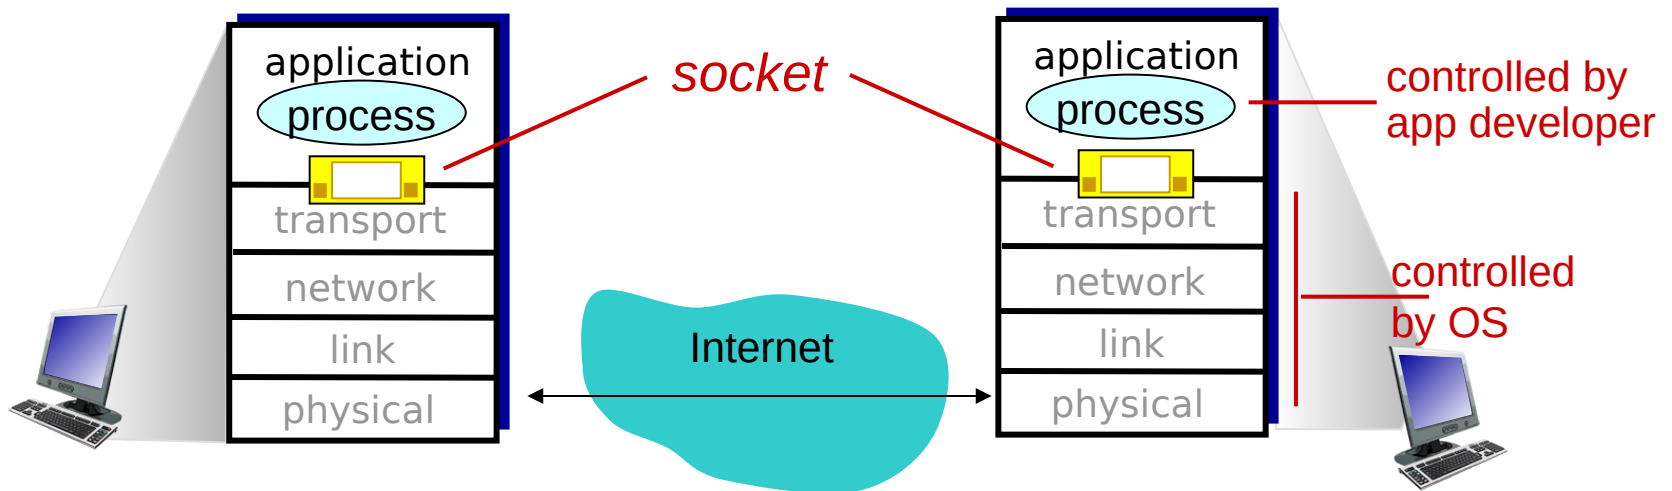 application
process
transport
network
link
physical
socket
Internet
application
process
transport
network
link
physical
controlled by
app developer
controlled
by OS